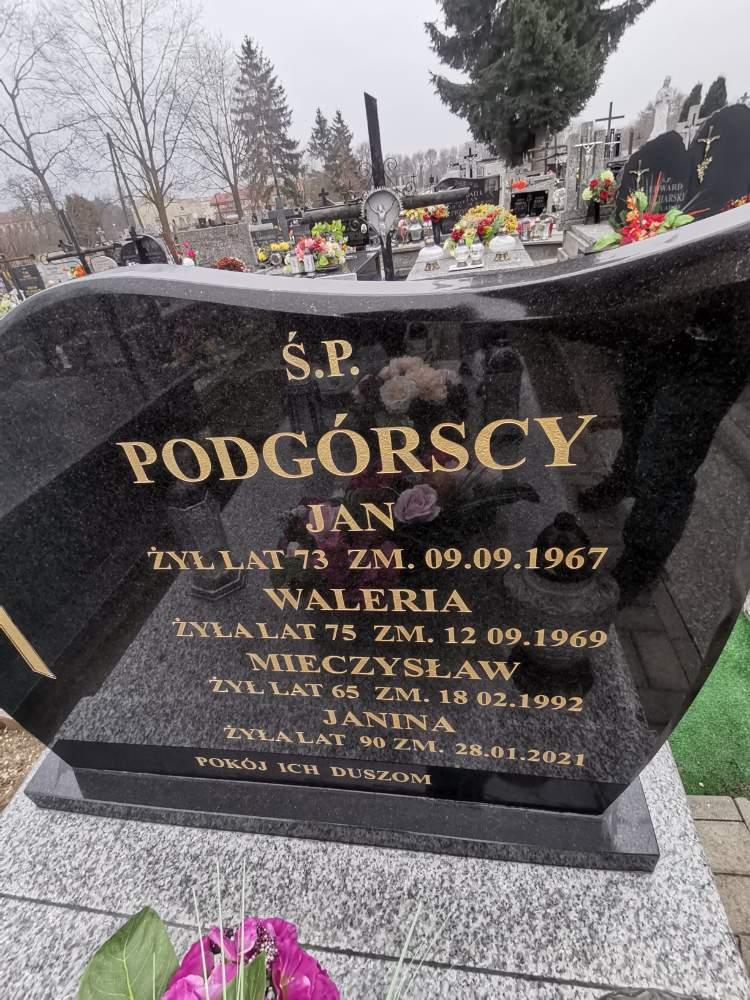 WARD
Ś.P.
PODGÓRSCY
JAN
ŻYŁ LAT 73 ZM. 09.09.1967
WALERIA
ŻYŁA LAT 75 ZM. 12 09.1969
MIECZYSŁAW
ŻYŁ LAT 65 ZM. 18 02.1992
JANINA
ŻYŁA LAT 90 ZM. 28.01.2021
POKÓJ ICH DUSZOM